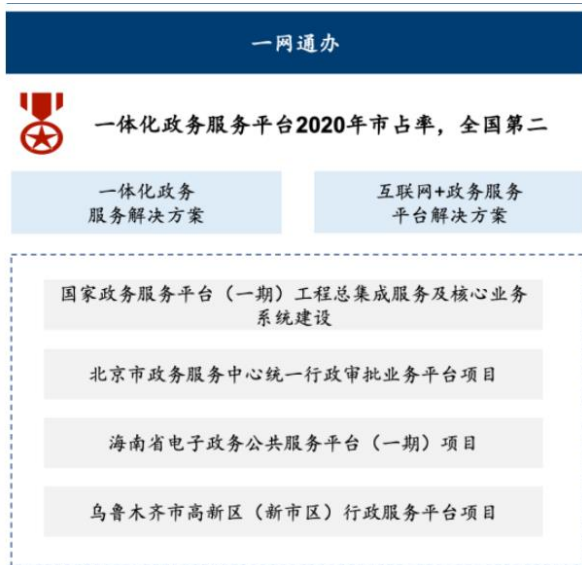 一网通办
一体化政务服务平台2020年市占率，全国第二
一体化政务
服务解决方案
互联网+政务服务
平台解决方案
国家政务服务平台（一期）工程总集成服务及核心业务
系统建设
北京市政务服务中心统一行政审批业务平台项目
海南省电子政务公共服务平台（一期）项目
乌鲁木齐市高新区（新市区）行政服务平台项目